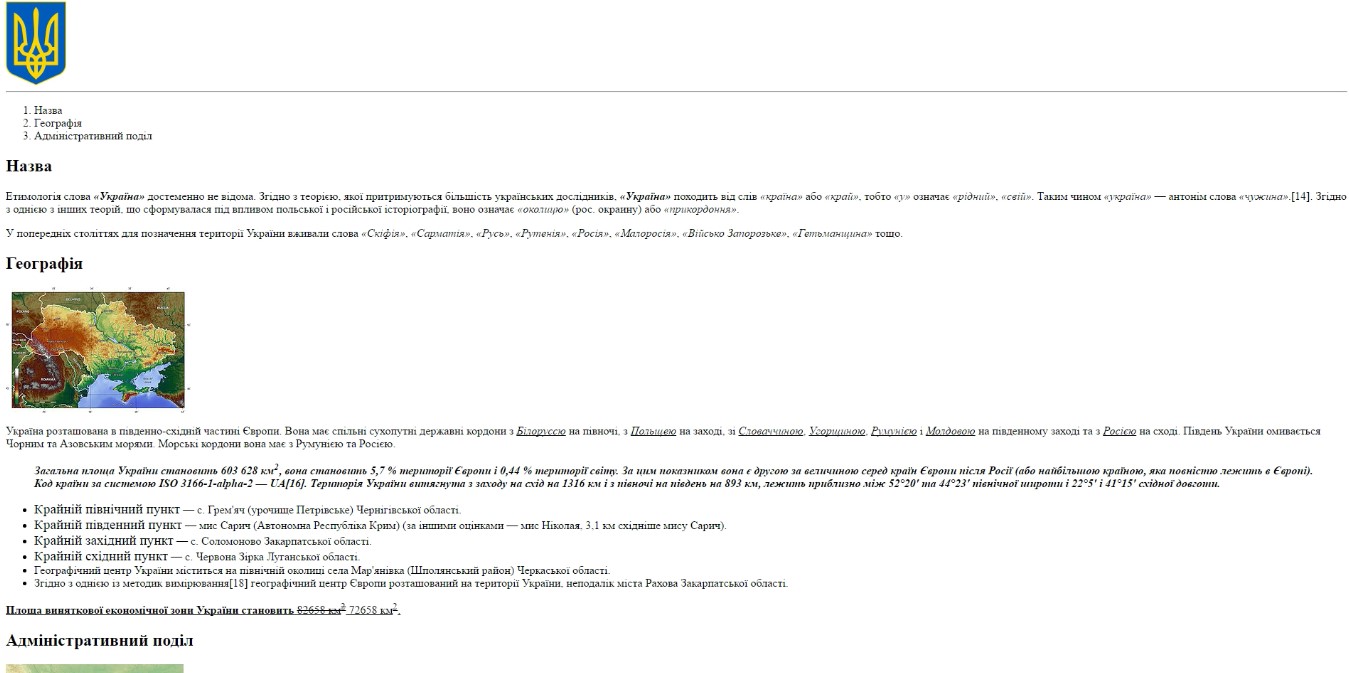 1. Назва
2. Географія
3. Адміністративний поділ
Назва
Етимологія слова «Україна» достеменно не відома. Згідно з теорією, якої притримуються більшість українських дослідників, «Україна» походить від слів «країна» або «край», тобто «у» означає «рідний», «свій». Таким чином «україна» — антонім слова «чужина».[14]. Згідно
з однією з інших теорій, що сформувалася під впливом польської і російської історіографії, воно означає «околицю» (рос. окраину) або «прикордоння».
У попередніх століттях для позначення території України вживали слова «Скіфія», «Сарматія», «Русь», «Рутенія», «Росія», «Малоросія», «Військо Запорозьке», «Гетьманщина» тощо.
Географія
ROMANIA
Україна розташована в південно-східній частині Європи. Вона має спільні сухопутні державні кордони з Білоруссю на півночі, з Польщею на заході, зі Словаччиною, Угорщиною, Румунією і Молдовою на південному заході та з Росією на сході. Південь України омивається
Чорним та Азовським морями. Морські кордони вона має з Румунією та Росією.
Загальна площа України становить 603 628 км2, вона становить 5,7 % території Європи і 0,44 % території світу. За цим показником вона є другою за величиною серед країн Європи після Росії (або найбільшою країною, яка повністю лежить в Європі).
Код країни за системою ISO 3166-1-alpha-2 — UA[16]. Територія України витягнута з заходу на схід на 1316 км і з півночі на південь на 893 км, лежить приблизно між 52°20' та 44°23' північної широти і 22°5' і 41°15' східної довготи.
• Крайній північний пункт — с. Грем'яч (урочище Петрівське) Чернігівської області.
• Крайній південний пункт — мис Сарич (Автономна Республіка Крим) (за іншими оцінками — мис Ніколая, 3,1 км східніше мису Сарич).
• Крайній західний пункт — с. Соломоново Закарпатської області.
• Крайній східний пункт — с. Червона Зірка Луганської області.
• Географічний центр України міститься на північній околиці села Мар'янівка (Шполянський район) Черкаської області.
• Згідно з однією із методик вимірювання[18] географічний центр Європи розташований на території України, неподалік міста Рахова Закарпатської області.
Площа виняткової економічної зони України становить 82658 км2 72658 км2.
Адміністративний поділ